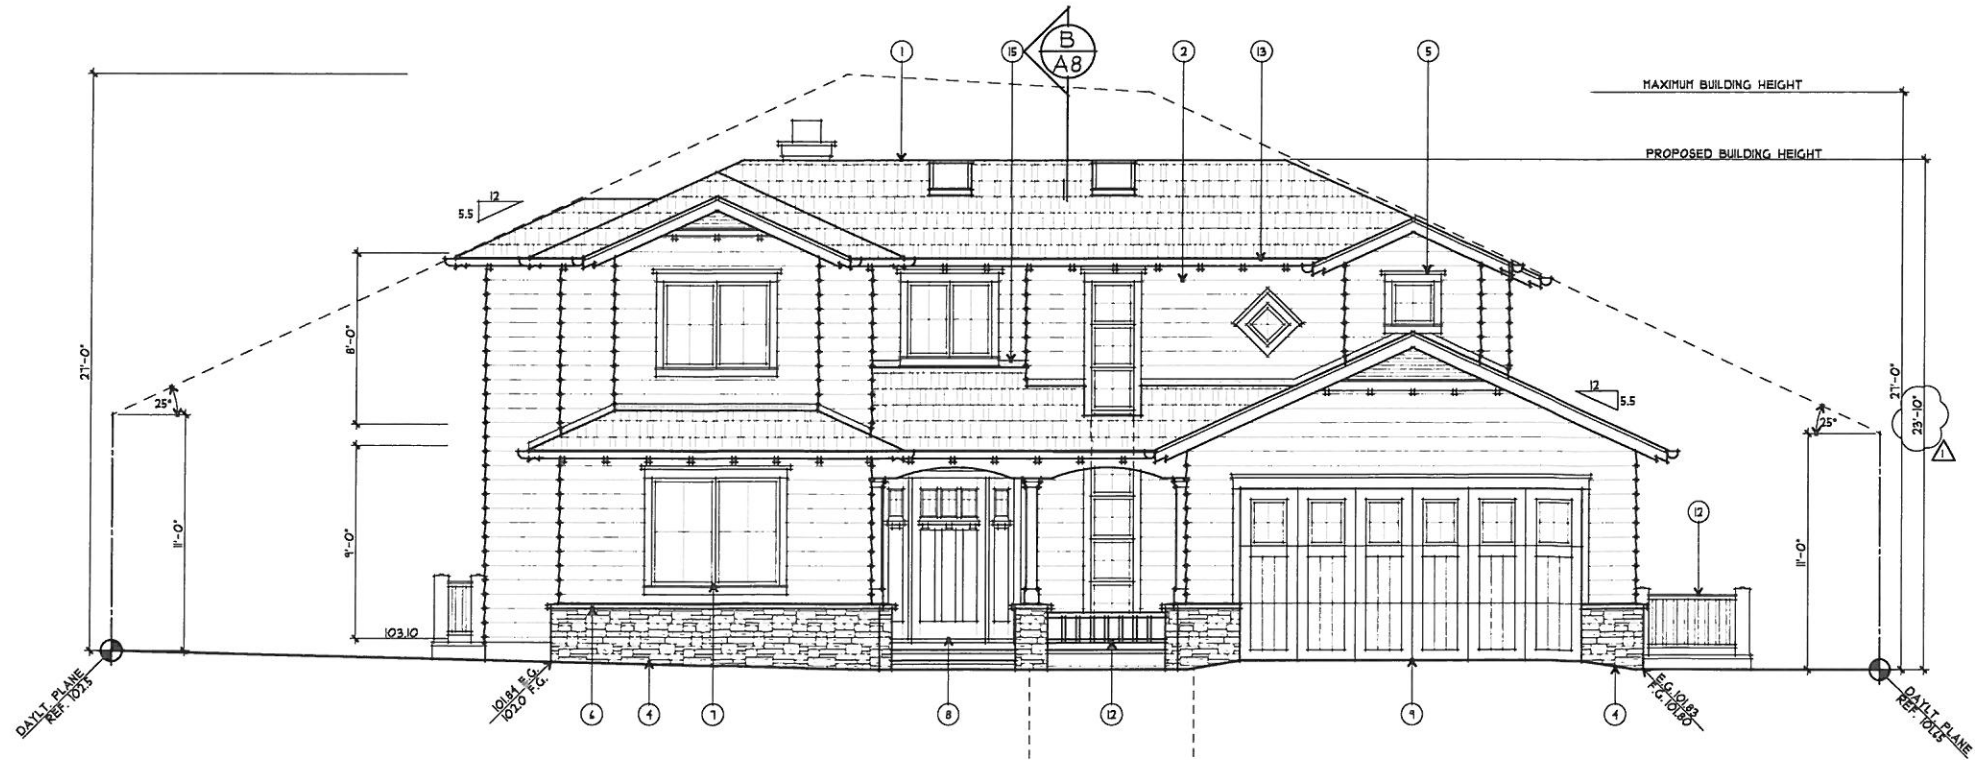 1
15
B
A8
2
13
5
MAXIMUM BUILDING HEIGHT
PROPOSED BUILDING HEIGHT
12
5.5
27'-0"
8'-0"
25°
11'-0"
9'-0"
103.10
12
5.5
25°
11'-0"
27'-0"
23'-10"
1
12
DAYLT. PLANE
REF. 102.5
101.84 E.G.
102.0 F.G.
6
4
7
8
12
9
4
E.G. 101.83
F.G. 101.80
DAYLT. PLANE
REF. 101.65